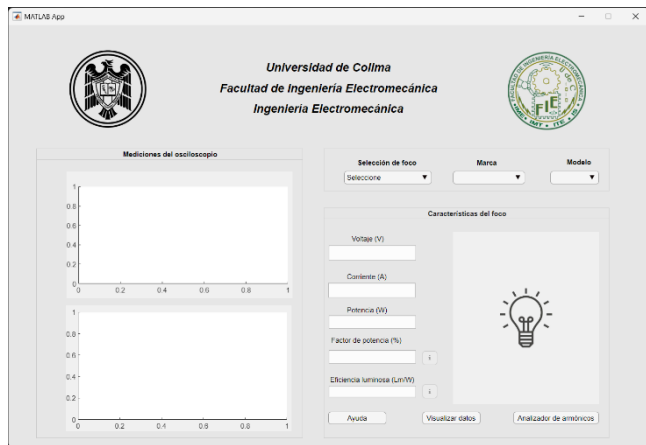 MATLAB App
Universidad de Colima
Facultad de Ingeniería Electromecánica
Ingeniería Electromecánica
FIE
Mediciones del osciloscopio
1
0.8
0.6
0.4
0.2
0
0 0.2 0.4 0.6 0.8 1
1
0.8
0.6
0.4
0.2
0
0 0.2 0.4 0.6 0.8 1
Selección de foco
Marca
Modelo
Seleccione
Características del foco
Voltaje (V)
Corriente (A)
Potencia (W)
Factor de potencia (%)
i
Eficiencia luminosa (Lm/W)
i
Ayuda
Visualizar datos
Analizador de armónicos